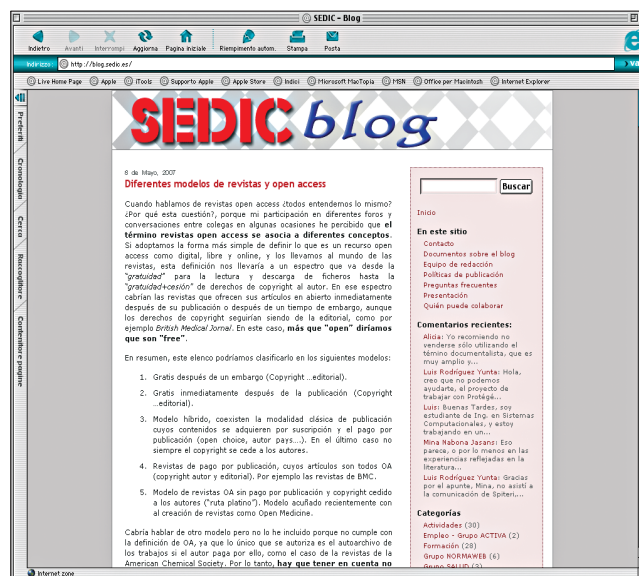 SEDIC - Blog
Indietro Avanti Interrompi Aggiorna Pagina iniziale Riempimento autom. Stampa Posta
Indirizzo: http://blog.sedic.es/ va
Live Home Page Apple iTools Supporto Apple Apple Store Indici Microsoft MacTopia MSN Office per Macintosh Internet Explorer
Preferiti
Cronologia
Cerca
Raccoglitore
Contenitore pagine
SEDIC blog
8 de Mayo, 2007
Diferentes modelos de revistas y open access
Cuando hablamos de revistas open access ¿todos entendemos lo mismo?
¿Por qué esta cuestión?, porque mi participación en diferentes foros y
conversaciones entre colegas en algunas ocasiones he percibido que el
término revistas open access se asocia a diferentes conceptos.
Si adoptamos la forma más simple de definir lo que es un recurso open
access como digital, libre y online, y los llevamos al mundo de las
revistas, esta definición nos llevaría a un espectro que va desde la
"gratuidad" para la lectura y descarga de ficheros hasta la
"gratuidad+cesión" de derechos de copyright al autor. En ese espectro
cabrían las revistas que ofrecen sus artículos en abierto inmediatamente
después de su publicación o después de un tiempo de embargo, aunque
los derechos de copyright seguirían siendo de la editorial, como por
ejemplo British Medical Jornal. En este caso, más que "open" diríamos
que son "free".
En resumen, este elenco podríamos clasificarlo en los siguientes modelos:
1. Gratis después de un embargo (Copyright ...editorial).
2. Gratis inmediatamente después de la publicación (Copyright
...editorial).
3. Modelo híbrido, coexisten la modalidad clásica de publicación
cuyos contenidos se adquieren por suscripción y el pago por
publicación (open choice, autor pays....). En el último caso no
siempre el copyright se cede a los autores.
4. Revistas de pago por publicación, cuyos artículos son todos OA
(copyright autor y editorial). Por ejemplo las revistas de BMC.
5. Modelo de revistas OA sin pago por publicación y copyright cedido
a los autores ("ruta platino"). Modelo acuñado recientemente con
al creación de revistas como Open Medicine.
Cabría hablar de otro modelo pero no lo he incluido porque no cumple con
la definición de OA, ya que lo único que se autoriza es el autoarchivo de
los trabajos si el autor paga por ello, como el caso de la revistas de la
American Chemical Society. Por lo tanto, hay que tener en cuenta no
Buscar
Inicio
En este sitio
Contacto
Documentos sobre el blog
Equipo de redacción
Políticas de publicación
Preguntas frecuentes
Presentación
Quién puede colaborar
Comentarios recientes:
Alicia: Yo recomiendo no
venderse sólo utilizando el
témino documentalista, que es
muy amplio y...
Luis Rodríguez Yunta: Hola,
creo que no podemos
ayudarte, el proyecto de
trabajar con Protégé...
Luis: Buenas Tardes, soy
estudiante de Ing. en Sistemas
Computacionales, y estoy
trabajando en un...
Mina Nabona Jasans: Eso
parece, o por lo menos en las
experiencias reflejadas en la
literatura...
Luis Rodríguez Yunta: Gracias
por el apunte, Mina, no asistí a
la comunicación de Spiteri,...
Categorías
Actividades (30)
Empleo - Grupo ACTIVA (2)
Formación (28)
Grupo NORMAWEB (6)
Grupo SALUD (3)
Internet zone